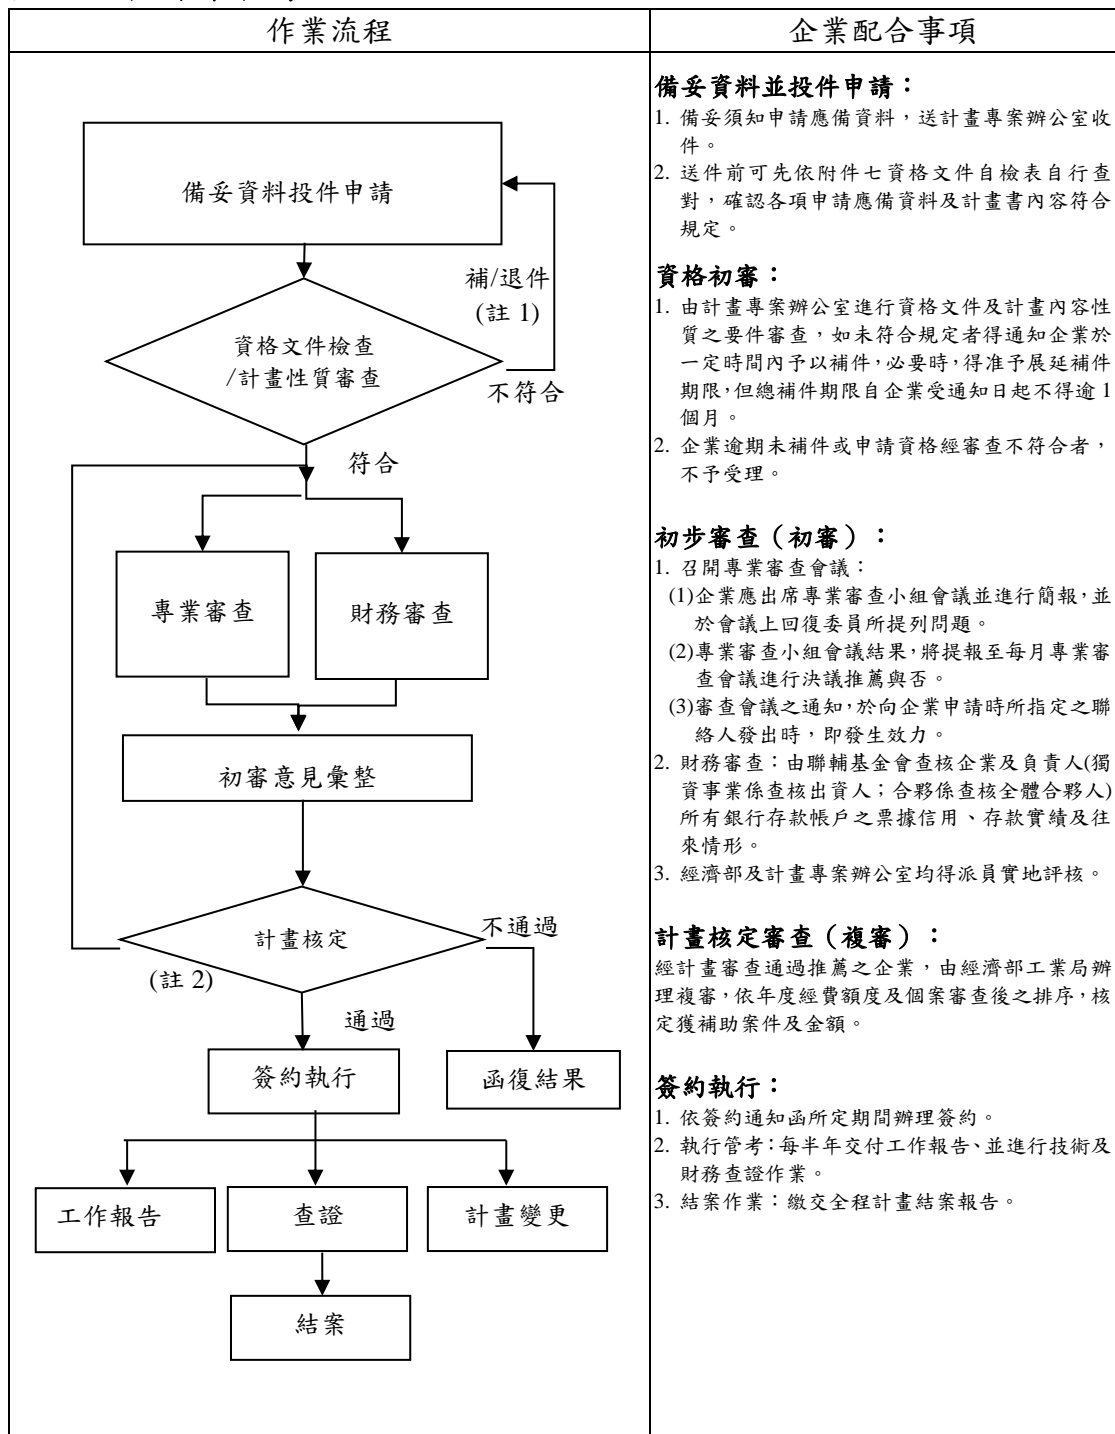 作業流程
企業配合事項
備妥資料投件申請
補/退件
(註 1)
資格文件檢查
/計畫性質審查
不符合
符合
專業審查
財務審查
初審意見彙整
計畫核定
不通過
(註 2)
通過
簽約執行
函復結果
工作報告
查證
計畫變更
結案
備妥資料並投件申請：
1. 備妥須知申請應備資料，送計畫專案辦公室收
件。
2. 送件前可先依附件七資格文件自檢表自行查
對，確認各項申請應備資料及計畫書內容符合
規定。
資格初審：
1. 由計畫專案辦公室進行資格文件及計畫內容性
質之要件審查，如未符合規定者得通知企業於
一定時間內予以補件，必要時，得准予展延補件
期限，但總補件期限自企業受通知日起不得逾 1
個月。
2. 企業逾期未補件或申請資格經審查不符合者，
不予受理。
初步審查（初審）：
1. 召開專業審查會議：
(1)企業應出席專業審查小組會議並進行簡報，並
於會議上回復委員所提列問題。
(2)專業審查小組會議結果，將提報至每月專業審
查會議進行決議推薦與否。
(3)審查會議之通知，於向企業申請時所指定之聯
絡人發出時，即發生效力。
2. 財務審查：由聯輔基金會查核企業及負責人(獨
資事業係查核出資人；合夥係查核全體合夥人)
所有銀行存款帳戶之票據信用、存款實績及往
來情形。
3. 經濟部及計畫專案辦公室均得派員實地評核。
計畫核定審查（複審）：
經計畫審查通過推薦之企業，由經濟部工業局辦
理複審，依年度經費額度及個案審查後之排序，核
定獲補助案件及金額。
簽約執行：
1. 依簽約通知函所定期間辦理簽約。
2. 執行管考：每半年交付工作報告、並進行技術及
財務查證作業。
3. 結案作業：繳交全程計畫結案報告。